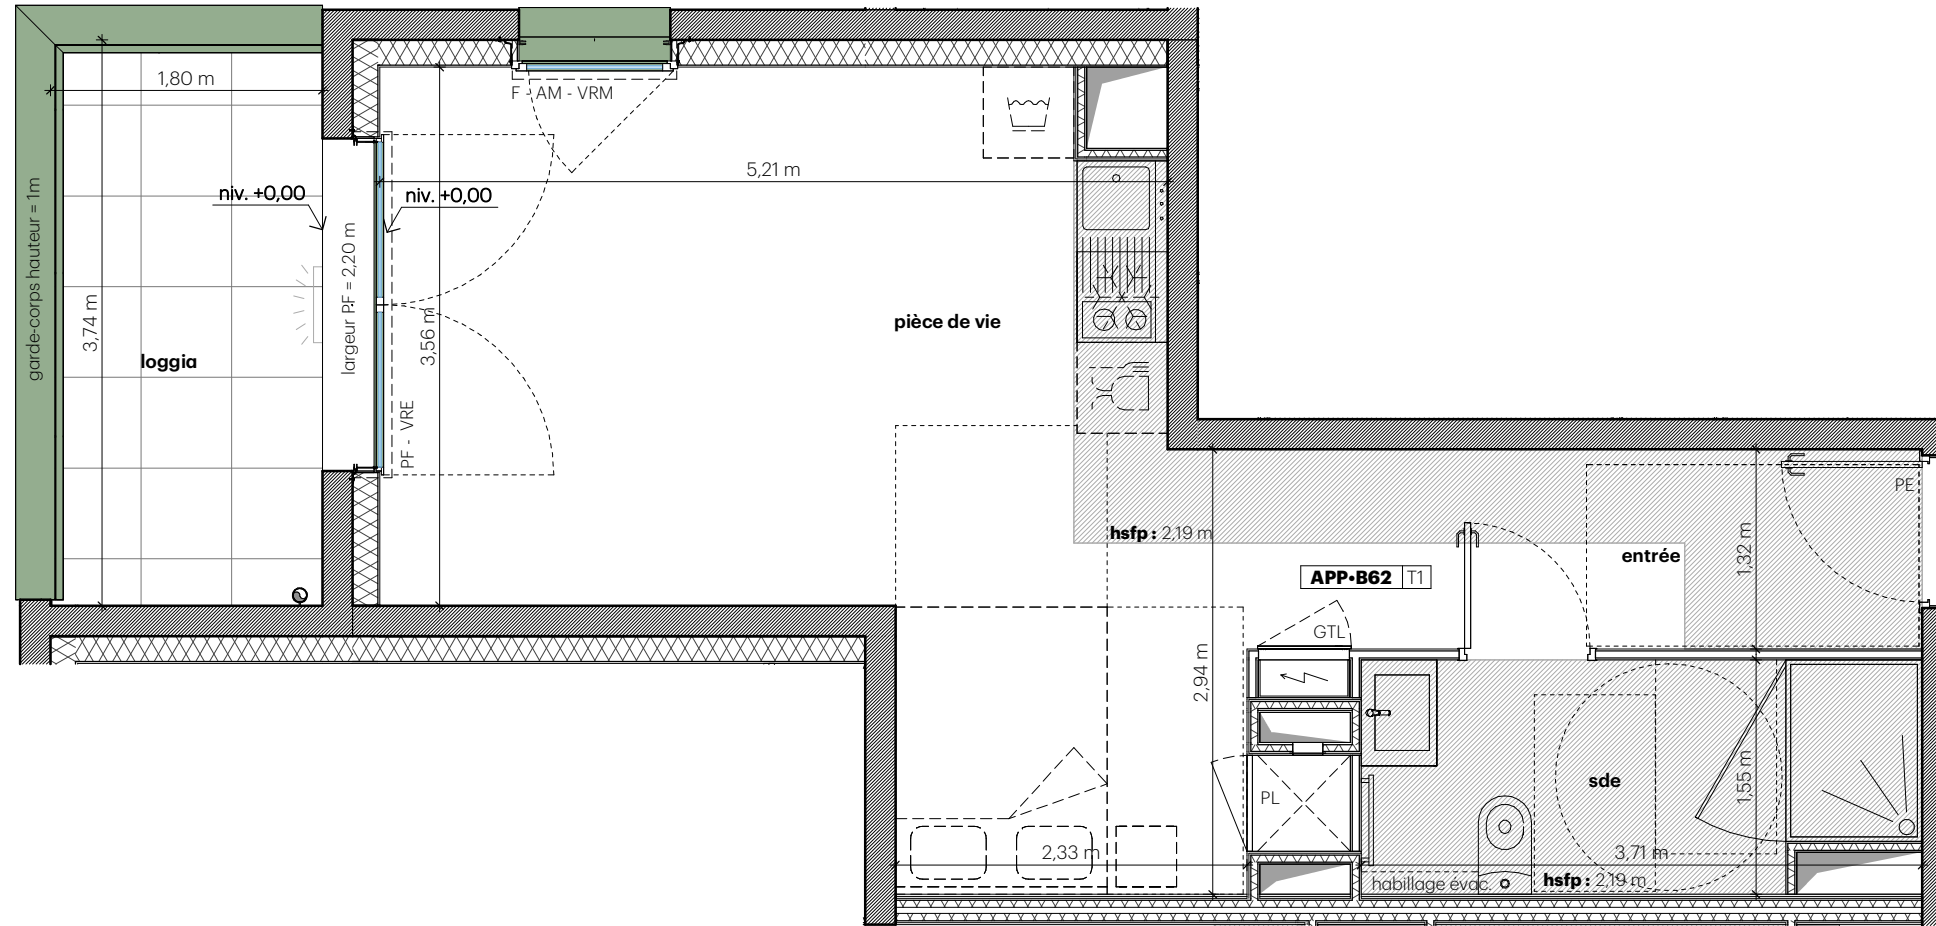 1,80 m
F - AM - VRM
5,21 m
niv. +0,00
niv. +0,00
garde-corps hauteur = 1m
3,74 m
loggia
largeur P.F = 2,20 m
3,56 m
PF - VRE
pièce de vie
hsfp : 2,19 m
PE
entrée
1,32 m
APP•B62 T1
GTL
2,94 m
PL
sde
1,55 m
2,33 m
3,71 m
habillage évac.
hsfp : 2,19 m